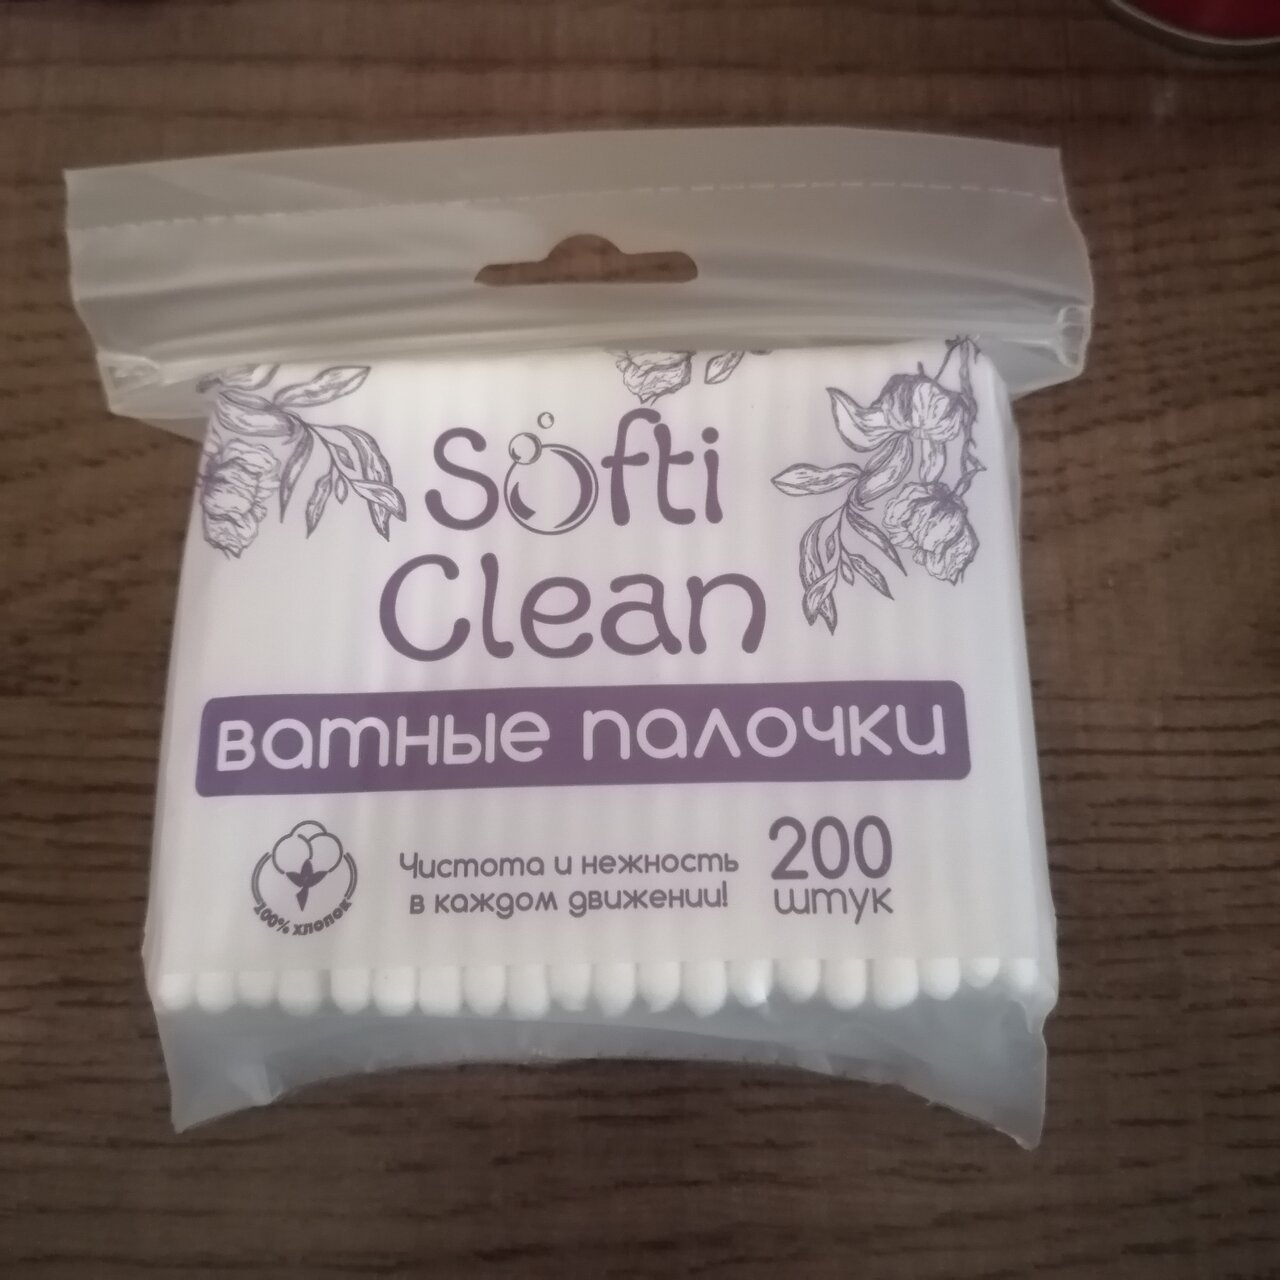 Softi
Clean
ватные палочки
100% хлопок
Чистота и нежность
в каждом движении!
200
штук